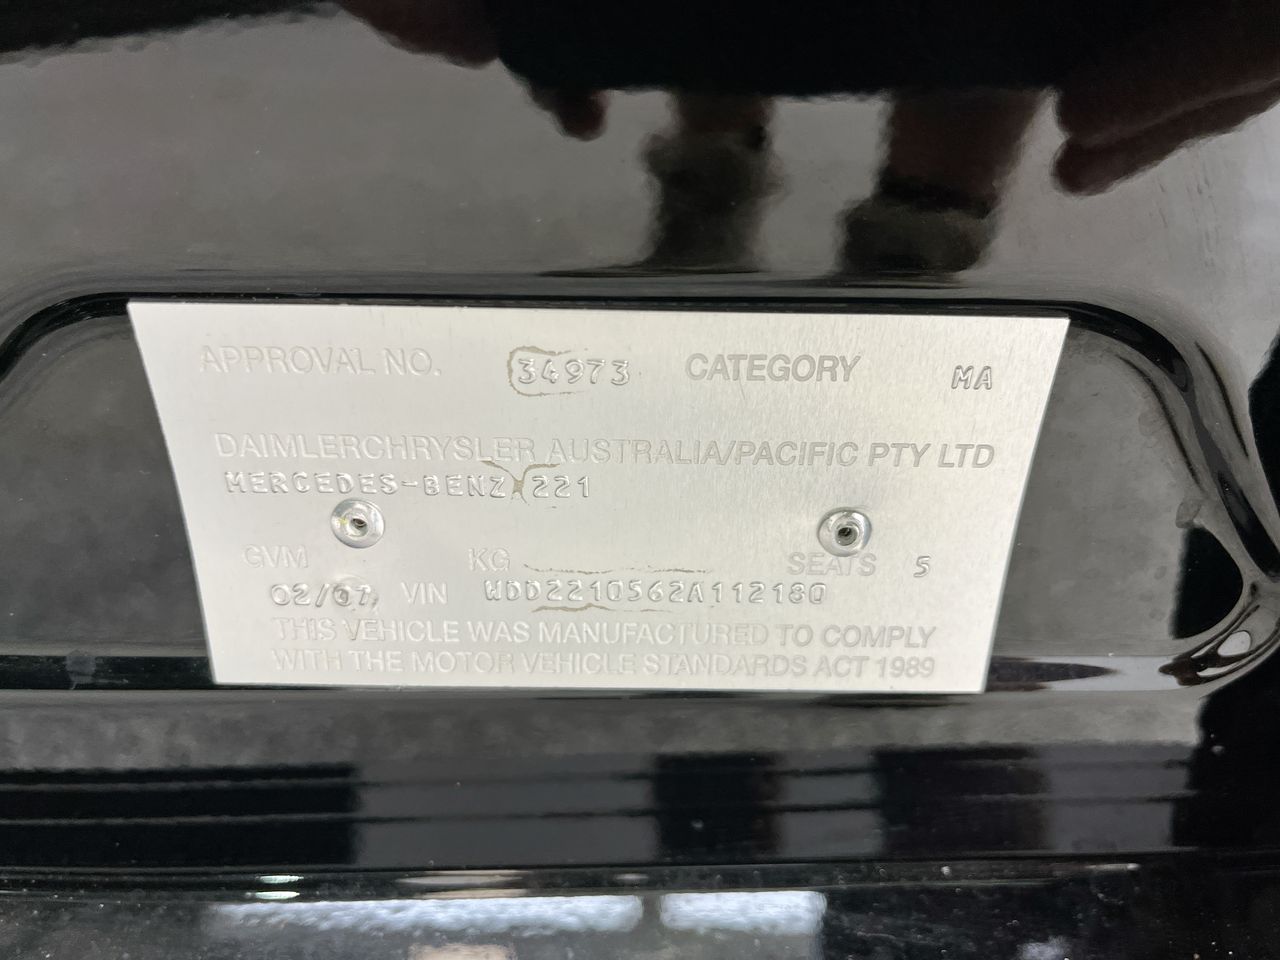 APPROVAL NO. 34973 CATEGORY MA
DAIMLERCHRYSLER AUSTRALIA/PACIFIC PTY LTD
MERCEDES-BENZ 221
GVM KG SEATS 5
02/07 VIN WDD2210562A112180
THIS VEHICLE WAS MANUFACTURED TO COMPLY
WITH THE MOTOR VEHICLE STANDARDS ACT 1989